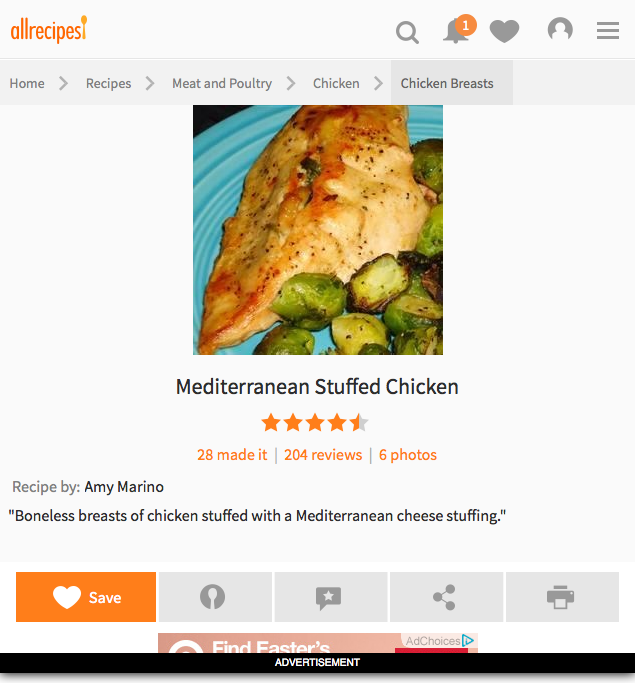 allrecipes
1
Home Recipes Meat and Poultry Chicken Chicken Breasts
Mediterranean Stuffed Chicken
28 made it | 204 reviews | 6 photos
Recipe by: Amy Marino
"Boneless breasts of chicken stuffed with a Mediterranean cheese stuffing."
Save
AdChoices
Find Easter's
ADVERTISEMENT